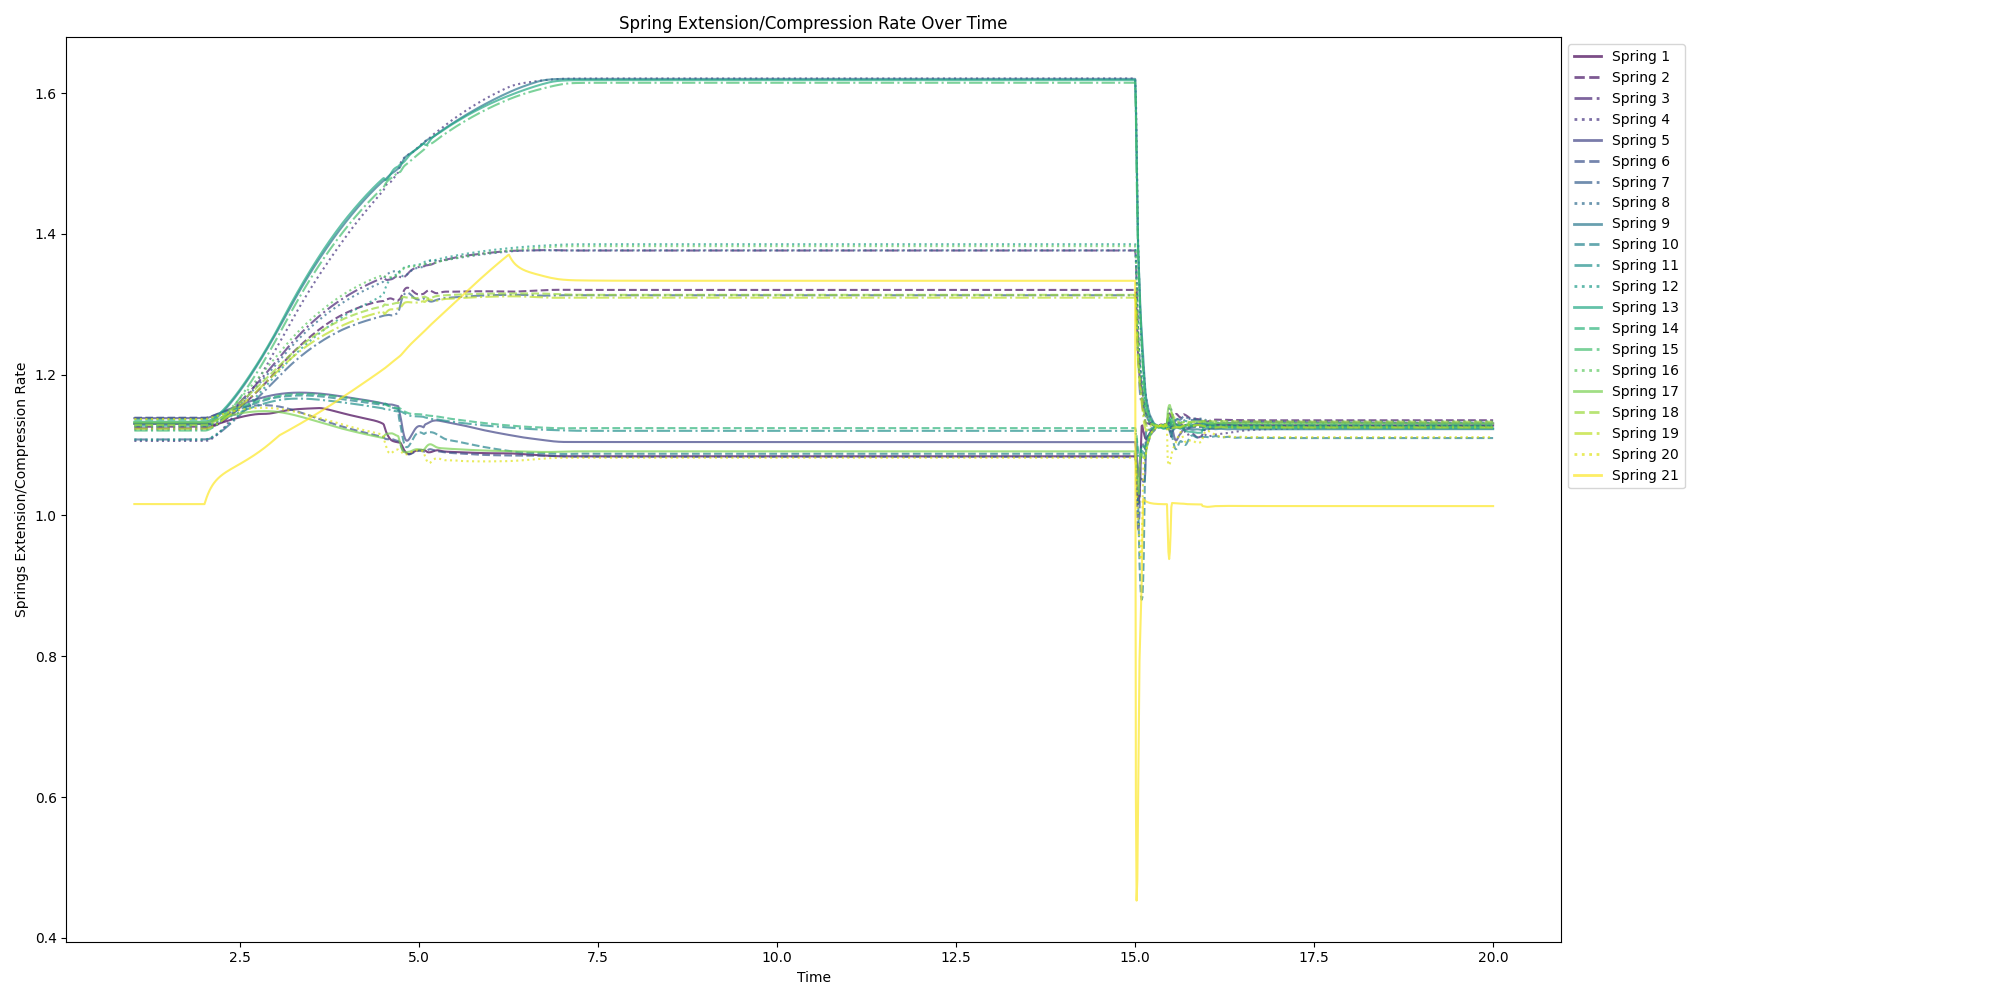 Spring Extension/Compression Rate Over Time
Springs Extension/Compression Rate
1.6
1.4
1.2
1.0
0.8
0.6
0.4
2.5
5.0
7.5
10.0
12.5
15.0
17.5
20.0
Time
Spring 1
Spring 2
Spring 3
Spring 4
Spring 5
Spring 6
Spring 7
Spring 8
Spring 9
Spring 10
Spring 11
Spring 12
Spring 13
Spring 14
Spring 15
Spring 16
Spring 17
Spring 18
Spring 19
Spring 20
Spring 21